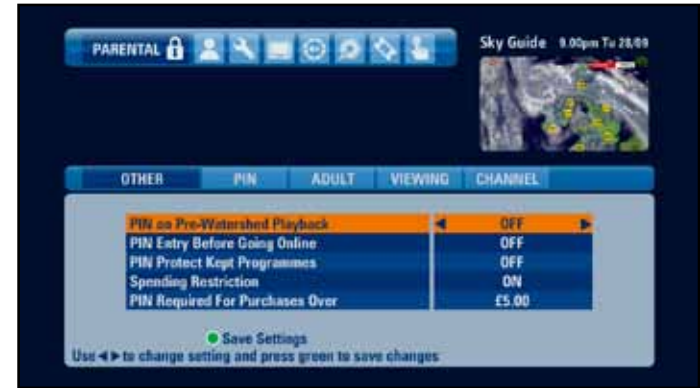 PARENTAL
Sky Guide 9.00pm Tu 28/09
OTHER PIN ADULT VIEWING CHANNEL
PIN on Pre-Watershed Playback OFF
PIN Entry Before Going Online OFF
PIN Protect Kept Programmes OFF
Spending Restriction ON
PIN Required For Purchases Over £5.00
Save Settings
Use ◀ ▶ to change setting and press green to save changes